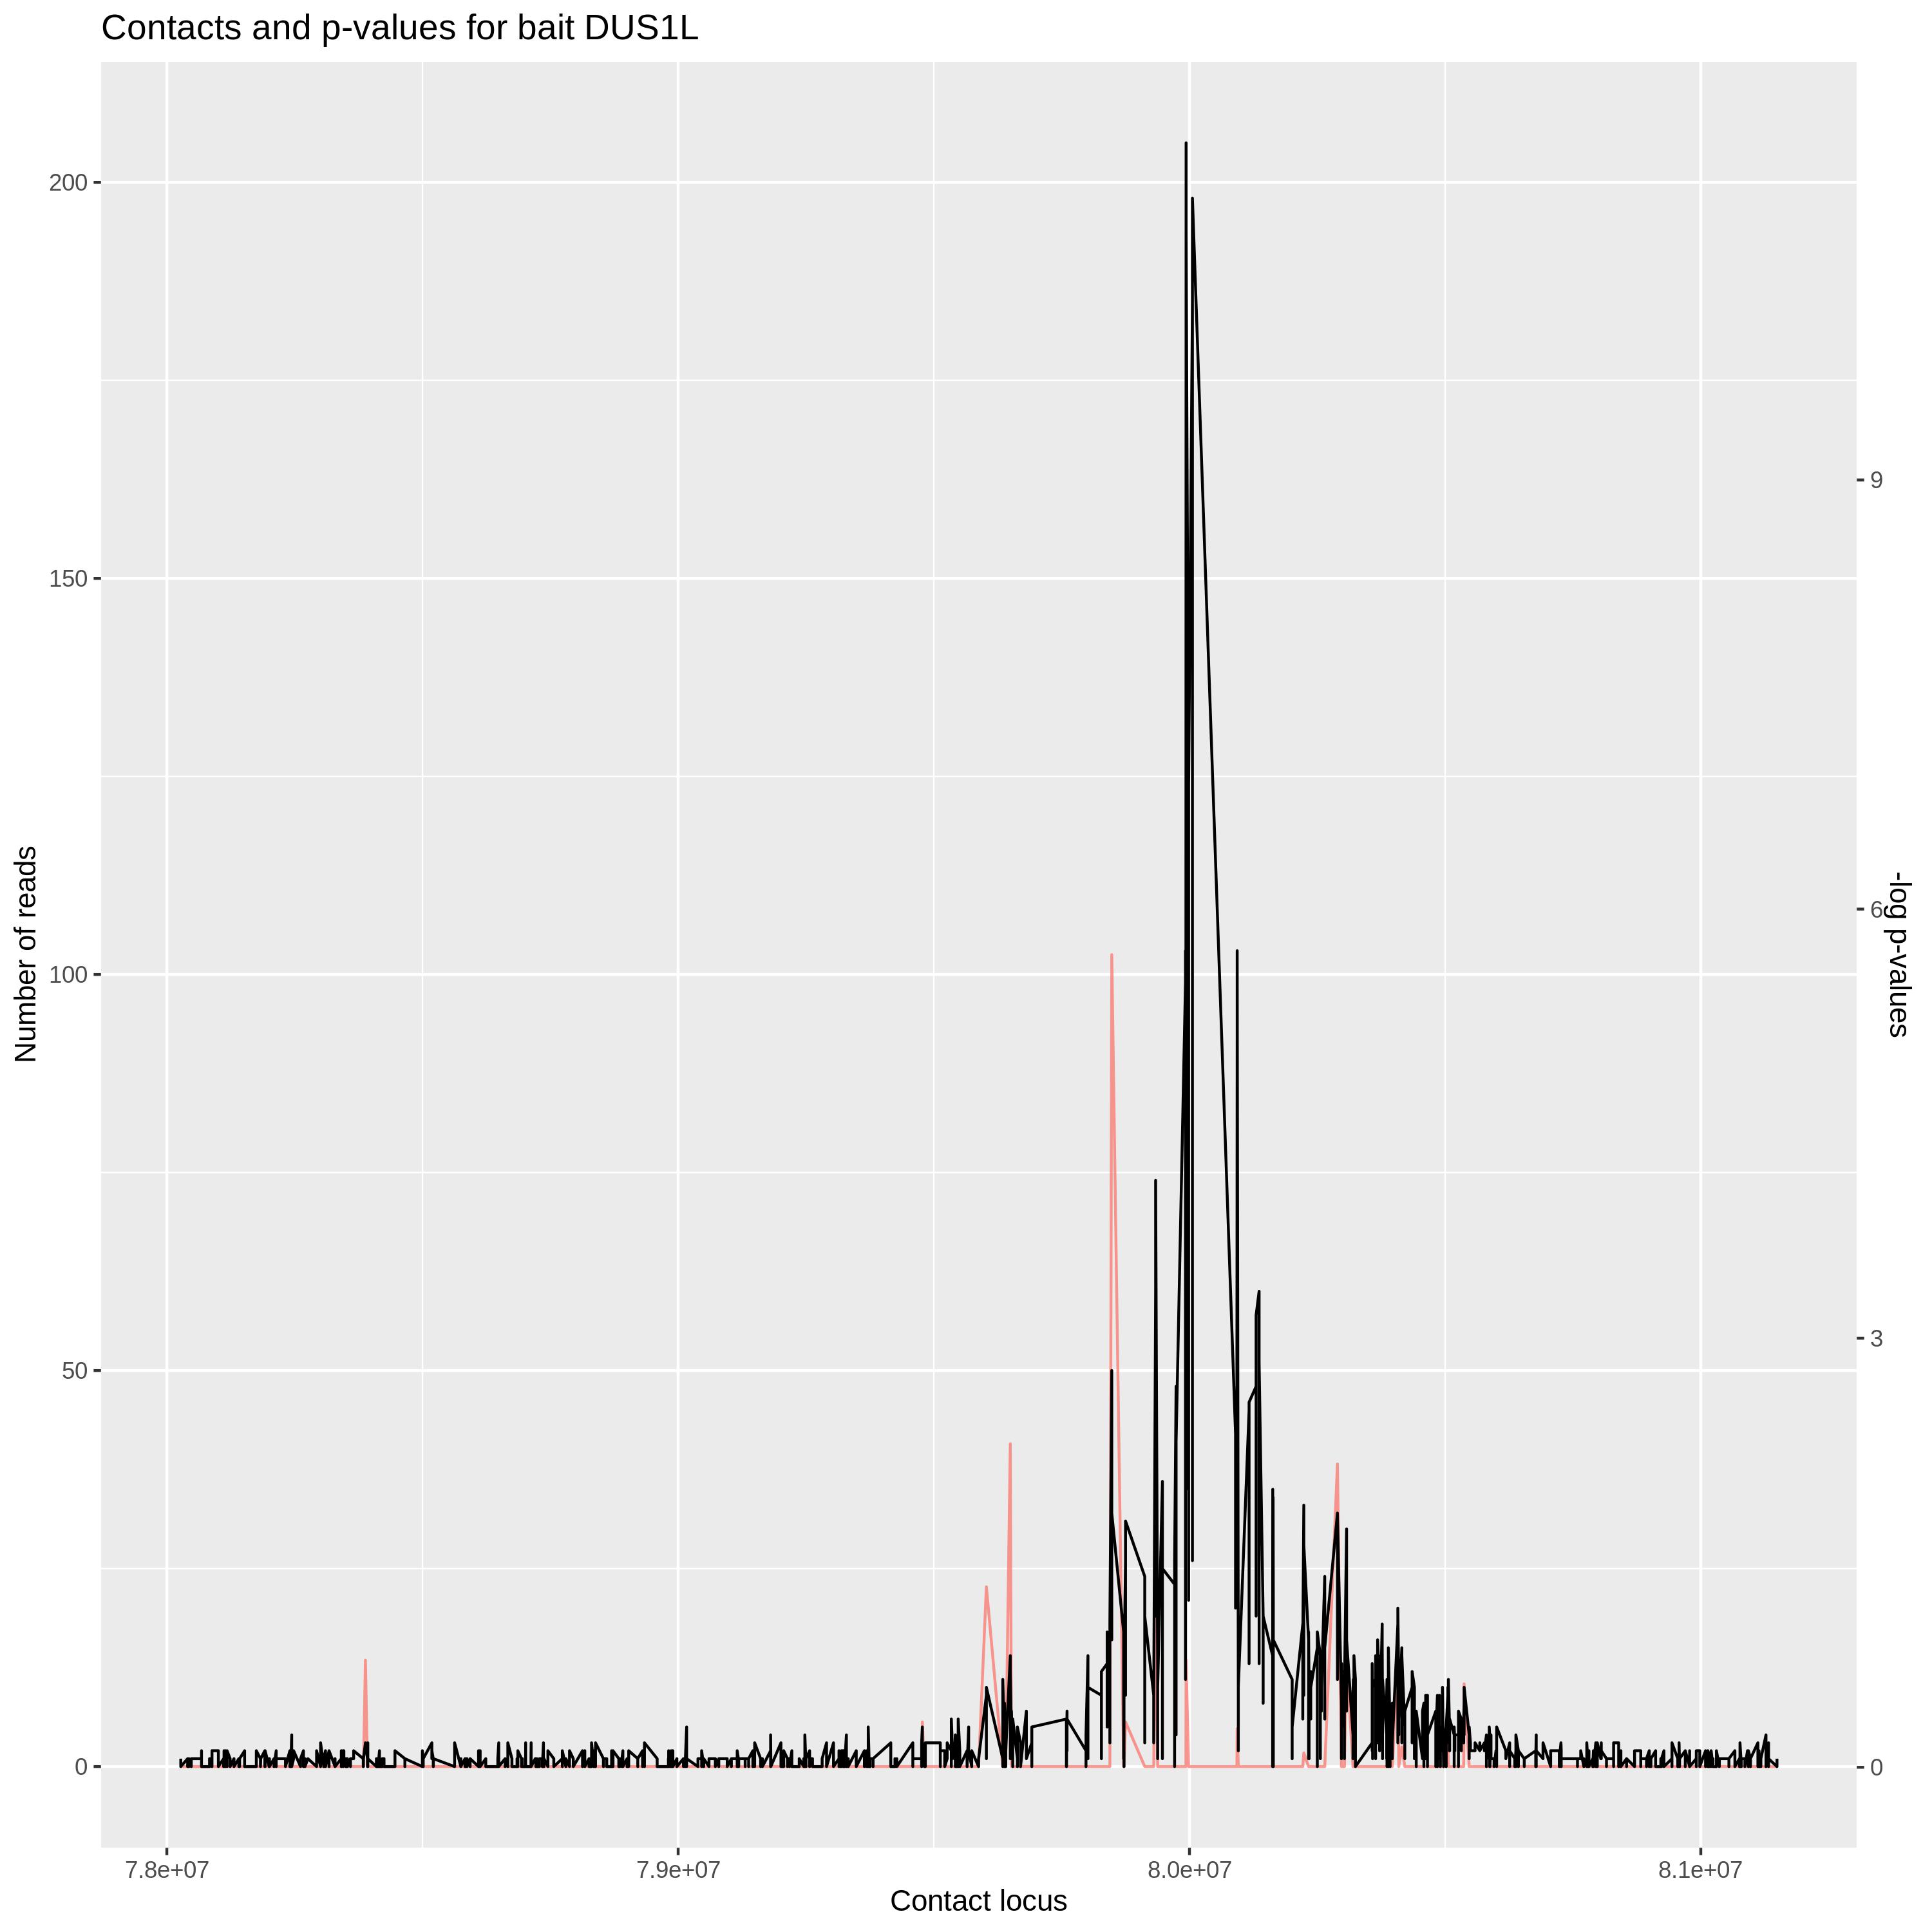 Contacts and p-values for bait DUS1L
200
150
100
50
0
Number of reads
9
6
3
0
-log p-values
7.8e+07
7.9e+07
8.0e+07
8.1e+07
Contact locus